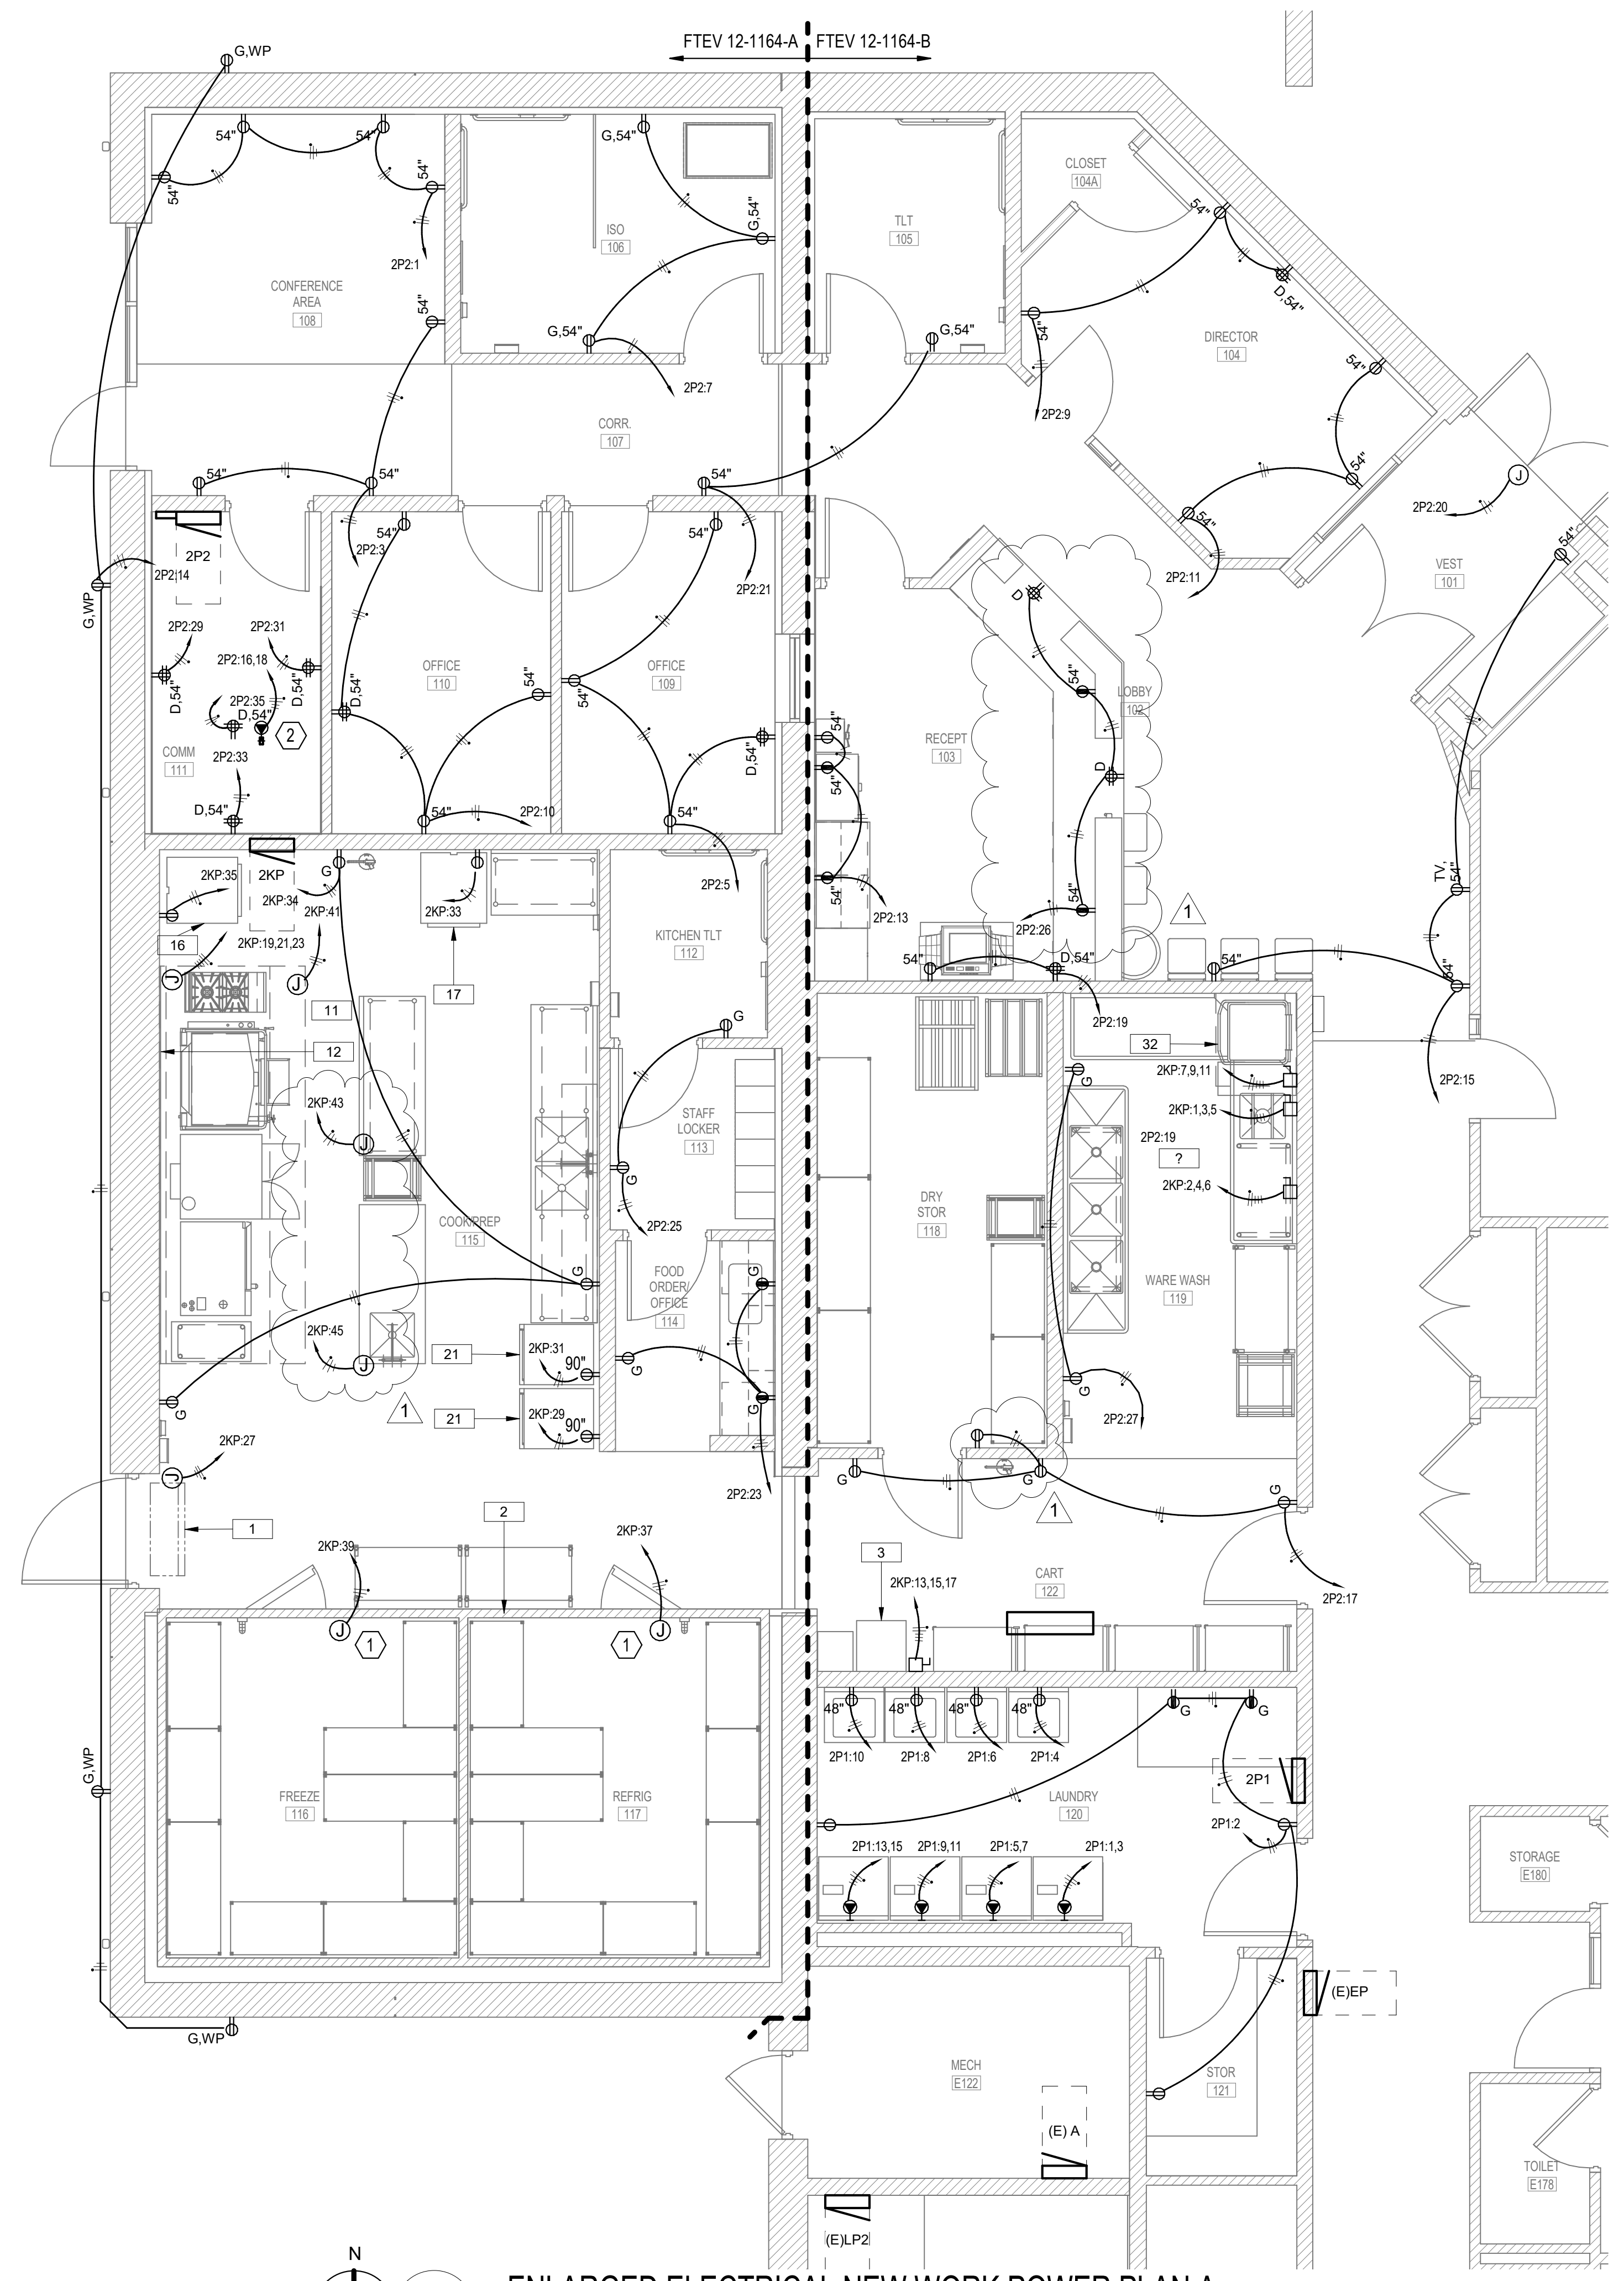 FTEV 12-1164-A FTEV 12-1164-B
G,WP
54"
54"
54"
54"
G,54"
G,54"
CLOSET
104A
54"
TLT
105
ISO
106
2P2:1
CONFERENCE
AREA
108
54"
D,54"
54"
DIRECTOR
104
G,54"
G,54"
54"
2P2:7
2P2:9
CORR.
107
54"
54"
54"
54"
J
2P2:20
54"
54"
54"
2P2:3
54"
2P2
2P2:14
2P2:21
2P2:11
VEST
101
G,WP
D
2P2:29
2P2:31
2P2:16,18
OFFICE
110
OFFICE
109
54"
54"
54"
D,54"
D,54"
D,54"
2P2:35
D,54"
2
LOBBY
102
RECEPT
103
54"
COMM
111
2P2:33
D,54"
D
54"
D,54"
54"
2P2:10
54"
2KP:35
2KP
G
2KP:34
2KP:41
2KP:33
2P2:5
54"
2P2:13
54"
2P2:26
TV,
54"
1
16
2KP:19,21,23
KITCHEN TLT
112
54"
D,54"
54"
54"
J
J
11
17
G
2P2:19
12
32
2KP:7,9,11
2P2:15
G
2KP:43
J
STAFF
LOCKER
113
2KP:1,3,5
2P2:19
?
2KP:2,4,6
G
COOK/PREP
115
2P2:25
DRY
STOR
118
G
FOOD
ORDER/
OFFICE
114
G
WARE WASH
119
2KP:45
J
21
2KP:31
90"
G
G
1
21
2KP:29
90"
G
G
2P2:27
2KP:27
J
G
G
G
2P2:23
1
1
2
2KP:39
2KP:37
3
2KP:13,15,17
CART
122
2P2:17
J
1
1
J
48"
48"
48"
48"
G
G
2P1:10
2P1:8
2P1:6
2P1:4
2P1
G,WP
FREEZE
116
REFRIG
117
LAUNDRY
120
2P1:2
2P1:13,15
2P1:9,11
2P1:5,7
2P1:1,3
STORAGE
E180
(E)EP
G,WP
MECH
E122
STOR
121
(E) A
TOILET
E178
(E)LP2
N
ENLARGED ELECTRICAL NEW WORK POWER PLAN A